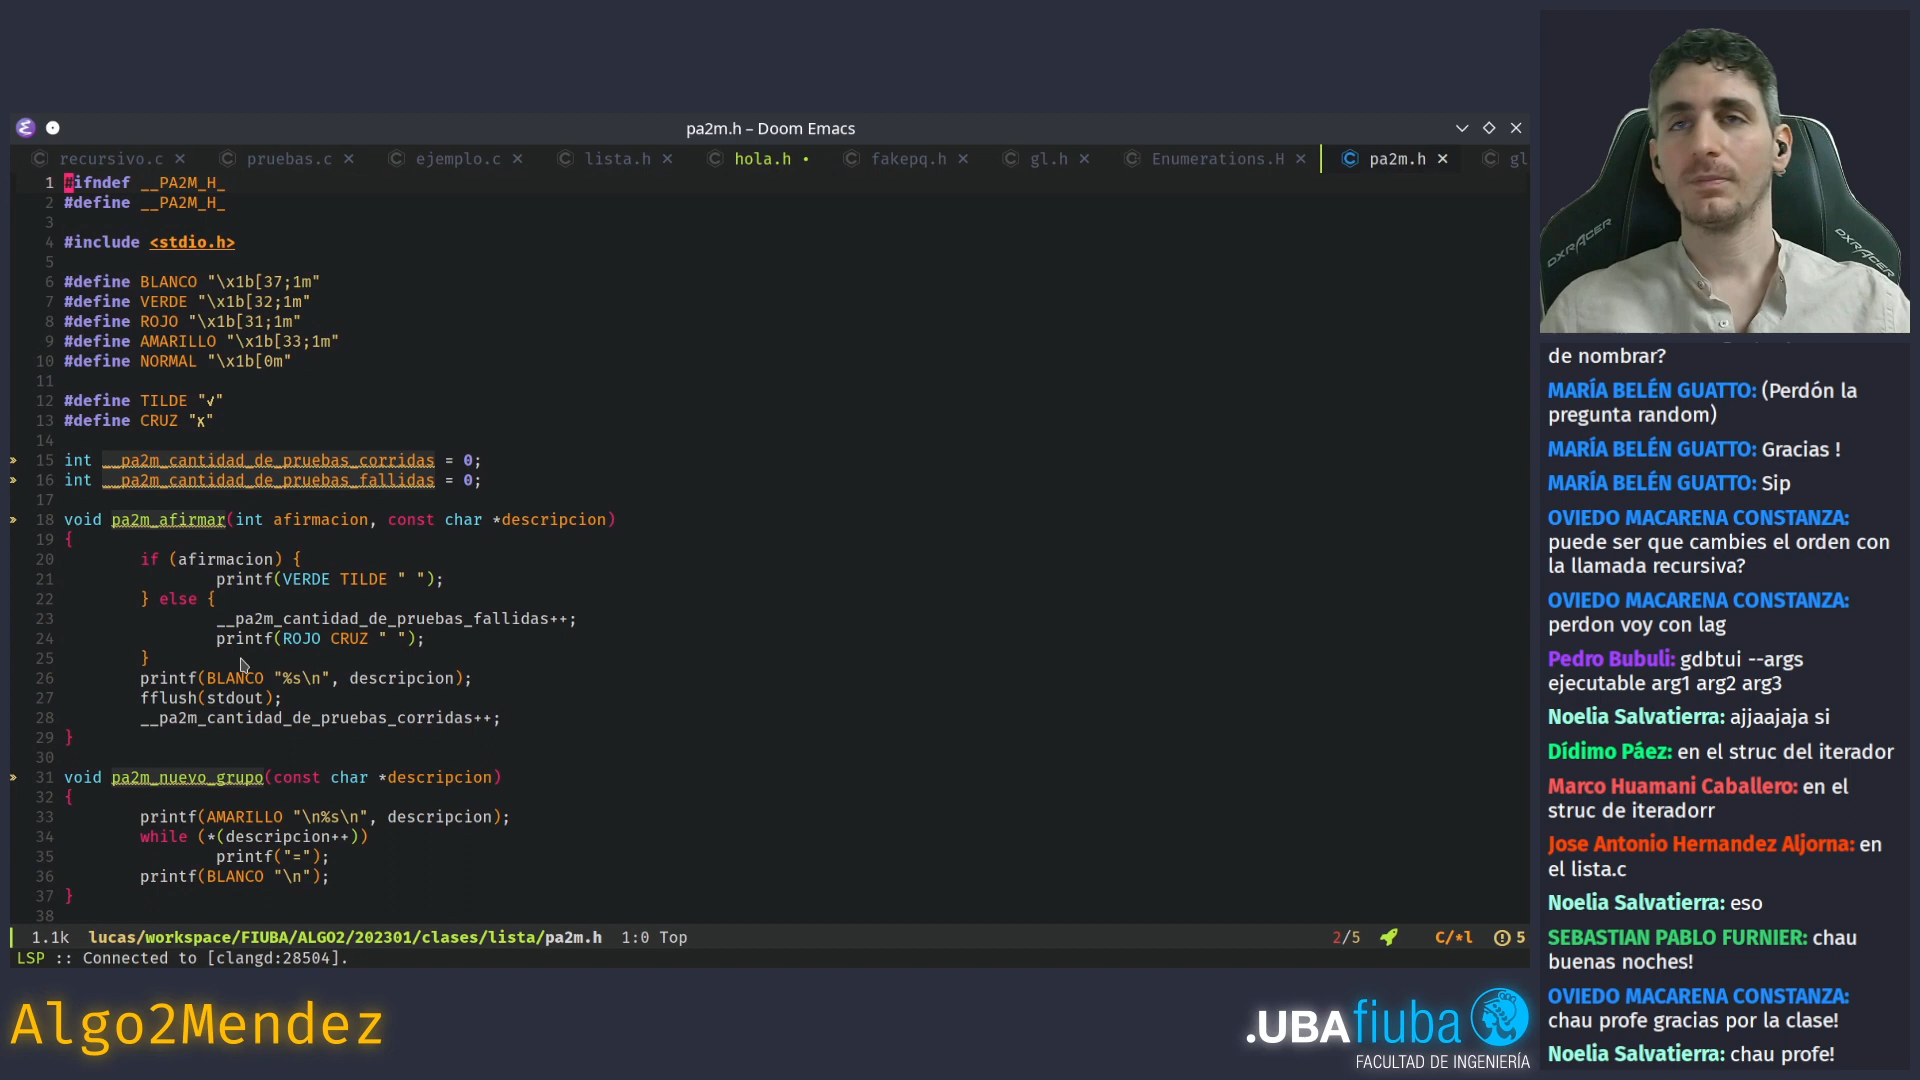 pa2m.h – Doom Emacs
recursivo.c × pruebas.c × ejemplo.c × lista.h × hola.h • fakepq.h × gl.h × Enumerations.H × pa2m.h × gl
1 #ifndef __PA2M_H_
2 #define __PA2M_H_
3
4 #include <stdio.h>
5
6 #define BLANCO "\x1b[37;1m"
7 #define VERDE "\x1b[32;1m"
8 #define ROJO "\x1b[31;1m"
9 #define AMARILLO "\x1b[33;1m"
10 #define NORMAL "\x1b[0m"
11
12 #define TILDE "✓"
13 #define CRUZ "✗"
14
» 15 int __pa2m_cantidad_de_pruebas_corridas = 0;
» 16 int __pa2m_cantidad_de_pruebas_fallidas = 0;
17
» 18 void pa2m_afirmar(int afirmacion, const char *descripcion)
19 {
20 if (afirmacion) {
21 printf(VERDE TILDE " ");
22 } else {
23 __pa2m_cantidad_de_pruebas_fallidas++;
24 printf(ROJO CRUZ " ");
25 }
26 printf(BLANCO "%s\n", descripcion);
27 fflush(stdout);
28 __pa2m_cantidad_de_pruebas_corridas++;
29 }
30
» 31 void pa2m_nuevo_grupo(const char *descripcion)
32 {
33 printf(AMARILLO "\n%s\n", descripcion);
34 while (*(descripcion++))
35 printf("=");
36 printf(BLANCO "\n");
37 }
38
1.1k lucas/workspace/FIUBA/ALGO2/202301/clases/lista/pa2m.h 1:0 Top 2/5 C/*l 5
LSP :: Connected to [clangd:28504].
Algo2Mendez
.UBAfiuba
FACULTAD DE INGENIERÍA
DXRACER
DXRACER
de nombrar?
MARÍA BELÉN GUATTO: (Perdón la
pregunta random)
MARÍA BELÉN GUATTO: Gracias !
MARÍA BELÉN GUATTO: Sip
OVIEDO MACARENA CONSTANZA:
puede ser que cambies el orden con
la llamada recursiva?
OVIEDO MACARENA CONSTANZA:
perdon voy con lag
Pedro Bubuli: gdbtui --args
ejecutable arg1 arg2 arg3
Noelia Salvatierra: ajjaajaja si
Dídimo Páez: en el struc del iterador
Marco Huamani Caballero: en el
struc de iteradorr
Jose Antonio Hernandez Aljorna: en
el lista.c
Noelia Salvatierra: eso
SEBASTIAN PABLO FURNIER: chau
buenas noches!
OVIEDO MACARENA CONSTANZA:
chau profe gracias por la clase!
Noelia Salvatierra: chau profe!